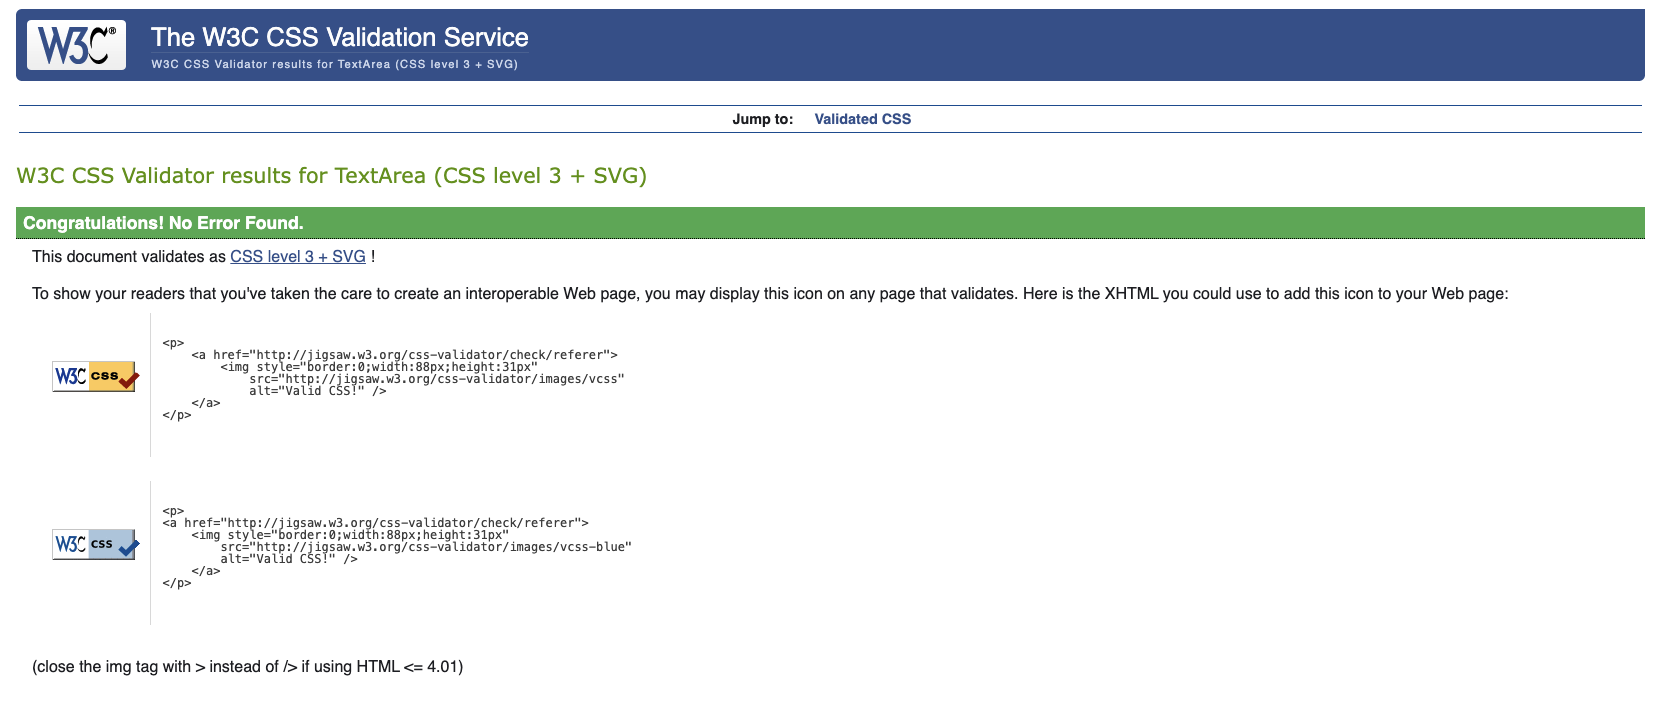 W3C®
The W3C CSS Validation Service
W3C CSS Validator results for TextArea (CSS level 3 + SVG)
Jump to: Validated CSS
W3C CSS Validator results for TextArea (CSS level 3 + SVG)
Congratulations! No Error Found.
This document validates as CSS level 3 + SVG !
To show your readers that you've taken the care to create an interoperable Web page, you may display this icon on any page that validates. Here is the XHTML you could use to add this icon to your Web page:
W3C css
<p>
    <a href="http://jigsaw.w3.org/css-validator/check/referer">
        <img style="border:0;width:88px;height:31px"
            src="http://jigsaw.w3.org/css-validator/images/vcss"
            alt="Valid CSS!" />
    </a>
</p>
W3C css
<p>
<a href="http://jigsaw.w3.org/css-validator/check/referer">
    <img style="border:0;width:88px;height:31px"
        src="http://jigsaw.w3.org/css-validator/images/vcss-blue"
        alt="Valid CSS!" />
    </a>
</p>
(close the img tag with > instead of /> if using HTML <= 4.01)